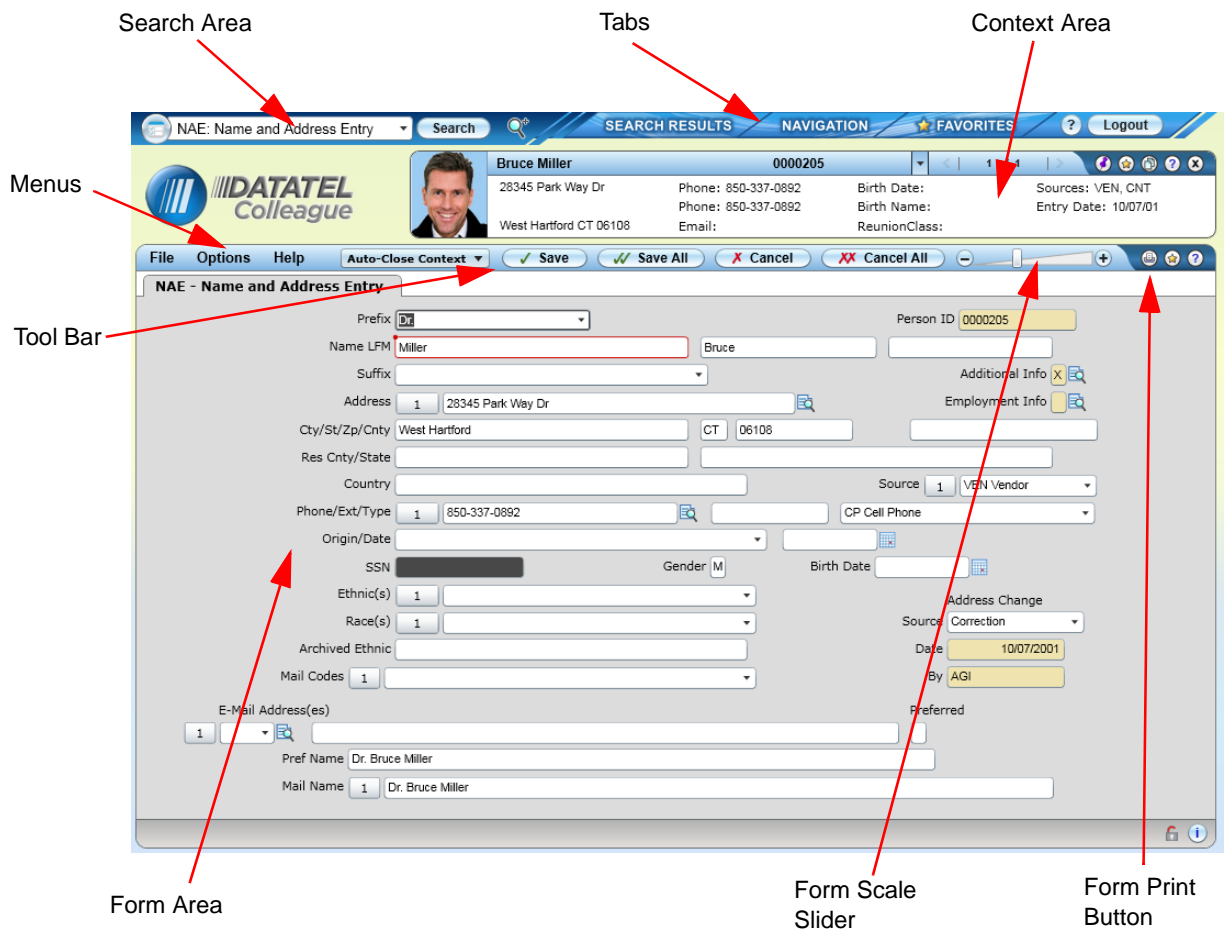 Search Area
Tabs
Context Area
NAE: Name and Address Entry Search SEARCH RESULTS NAVIGATION FAVORITES ? Logout
Bruce Miller 0000205 1 1
Menus
DATATEL
Colleague
28345 Park Way Dr Phone: 850-337-0892 Birth Date: Sources: VEN, CNT
Phone: 850-337-0892 Birth Name: Entry Date: 10/07/01
West Hartford CT 06108 Email: ReunionClass:
File Options Help Auto-Close Context Save Save All Cancel Cancel All
NAE - Name and Address Entry
Tool Bar
Prefix Dr. Person ID 0000205
Name LFM Miller Bruce
Suffix Additional Info X
Address 1 28345 Park Way Dr Employment Info
Cty/St/Zp/Cnty West Hartford CT 06108
Res Cnty/State
Country Source 1 VEN Vendor
Phone/Ext/Type 1 850-337-0892 CP Cell Phone
Origin/Date
SSN Gender M Birth Date
Ethnic(s) 1
Address Change
Race(s) 1 Source Correction
Archived Ethnic Date 10/07/2001
Mail Codes 1 By AGI
E-Mail Address(es) Preferred
1
Pref Name Dr. Bruce Miller
Mail Name 1 Dr. Bruce Miller
Form Area
Form Scale
Slider
Form Print
Button